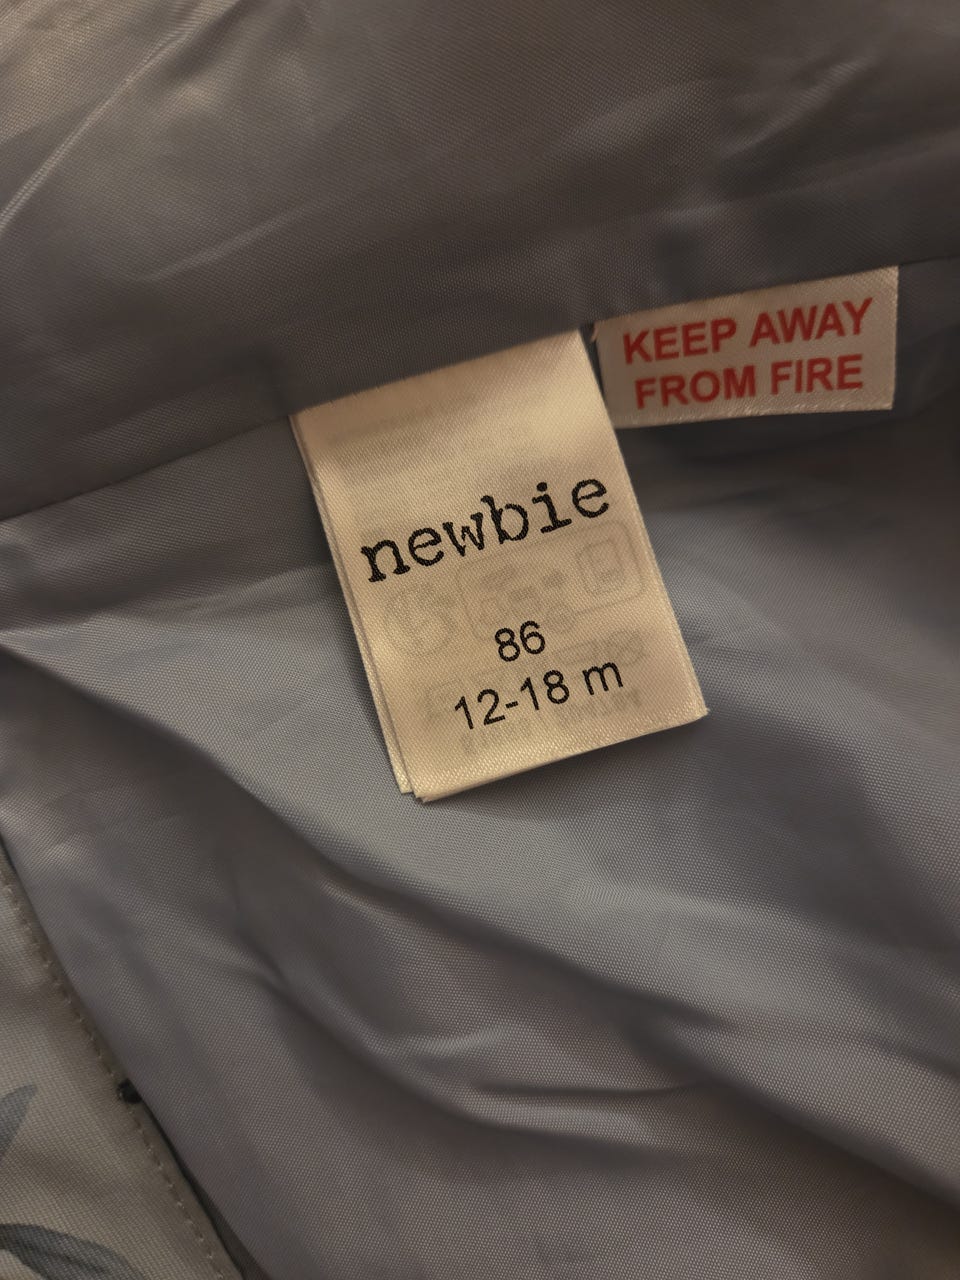 KEEP AWAY
FROM FIRE
newbie
86
12-18 m